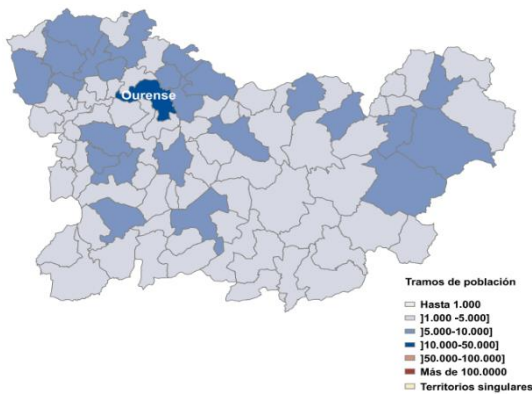 Ourense
Tramos de población
Hasta 1.000
]1.000 -5.000]
]5.000-10.000]
]10.000-50.000]
]50.000-100.000]
Más de 100.0000
Territorios singulares